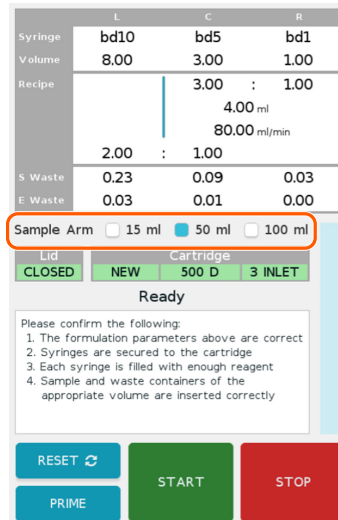 L C R
Syringe bd10 bd5 bd1
Volume 8.00 3.00 1.00
Recipe 3.00 : 1.00
4.00 ml
80.00 ml/min
2.00 : 1.00
S Waste 0.23 0.09 0.03
E Waste 0.03 0.01 0.00
Sample Arm 15 ml 50 ml 100 ml
Lid Cartridge
CLOSED NEW 500 D 3 INLET
Ready
Please confirm the following:
1. The formulation parameters above are correct
2. Syringes are secured to the cartridge
3. Each syringe is filled with enough reagent
4. Sample and waste containers of the
appropriate volume are inserted correctly
RESET
START STOP
PRIME